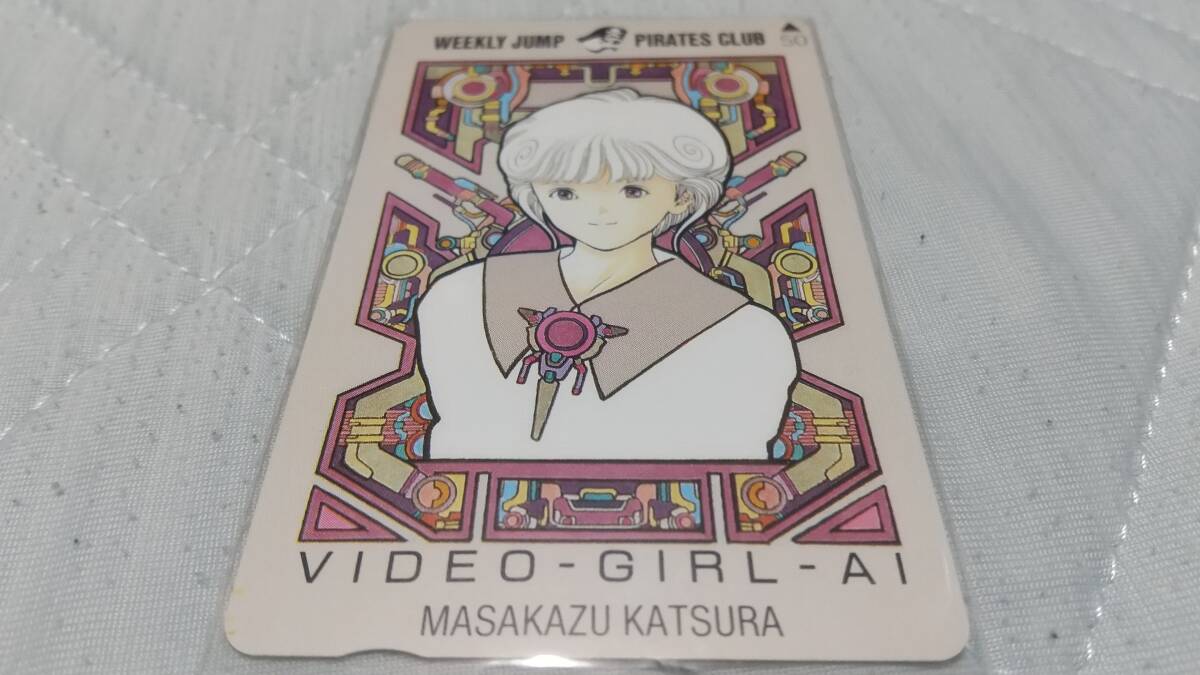 WEEKLY JUMP PIRATES CLUB 50
VIDEO-GIRL-AI
MASAKAZU KATSURA